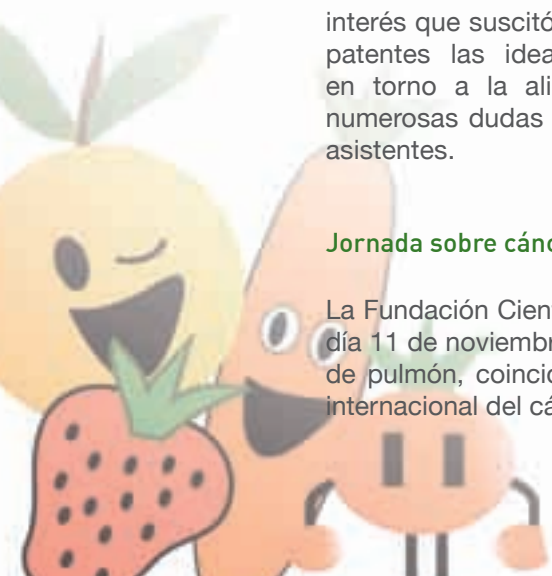 interés que suscitó
patentes las idea
en torno a la ali
numerosas dudas
asistentes.
Jornada sobre cánc
La Fundación Cien
día 11 de noviembr
de pulmón, coincid
internacional del cá